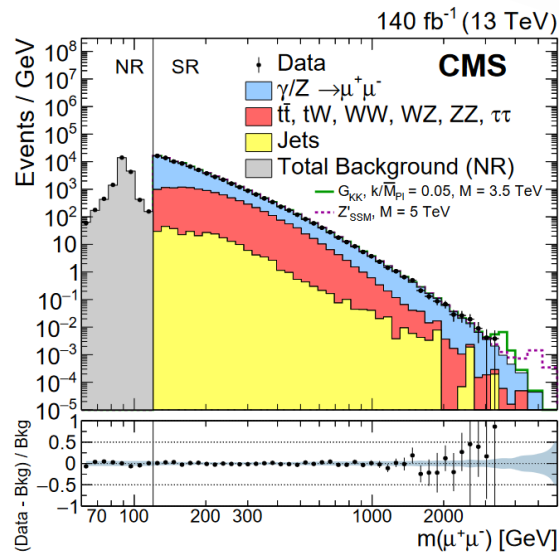 140 fb⁻¹ (13 TeV)
Events / GeV
10⁸
10⁷
10⁶
10⁵
10⁴
10³
10²
10
1
10⁻¹
10⁻²
10⁻³
10⁻⁴
10⁻⁵
NR
SR
CMS
Data
γ/Z → μ⁺μ⁻
tt̄, tW, WW, WZ, ZZ, ττ
Jets
Total Background (NR)
G_KK, k/M̄_Pl = 0.05, M = 3.5 TeV
Z'_SSM, M = 5 TeV
(Data - Bkg) / Bkg
1
0.5
0
−0.5
−1
70 100 200 300 1000 2000
m(μ⁺μ⁻) [GeV]